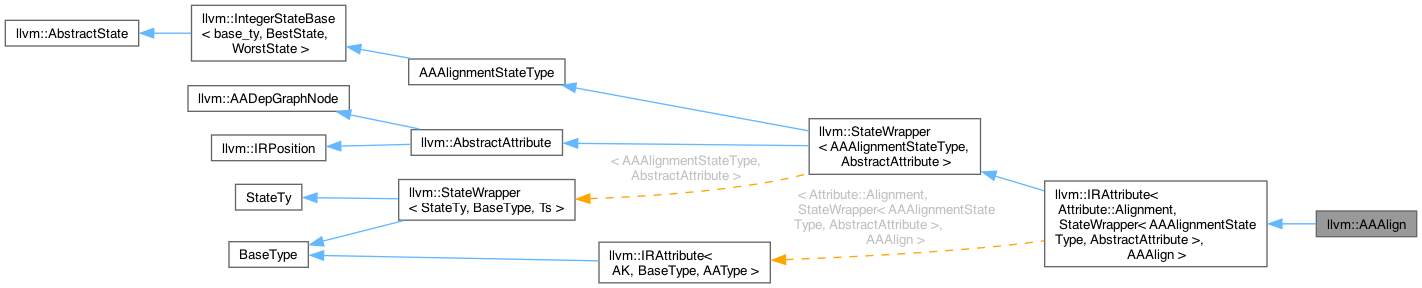 llvm::AbstractState
llvm::IntegerStateBase
< base_ty, BestState,
WorstState >
AAAlignmentStateType
llvm::AADepGraphNode
llvm::IRPosition
llvm::AbstractAttribute
llvm::StateWrapper
< AAAlignmentStateType,
AbstractAttribute >
< AAAlignmentStateType,
AbstractAttribute >
StateTy
llvm::StateWrapper
< StateTy, BaseType, Ts >
BaseType
llvm::IRAttribute<
AK, BaseType, AAType >
< Attribute::Alignment,
StateWrapper< AAAlignmentState
Type, AbstractAttribute >,
AAAlign >
llvm::IRAttribute<
Attribute::Alignment,
StateWrapper< AAAlignmentState
Type, AbstractAttribute >,
AAAlign >
llvm::AAAlign